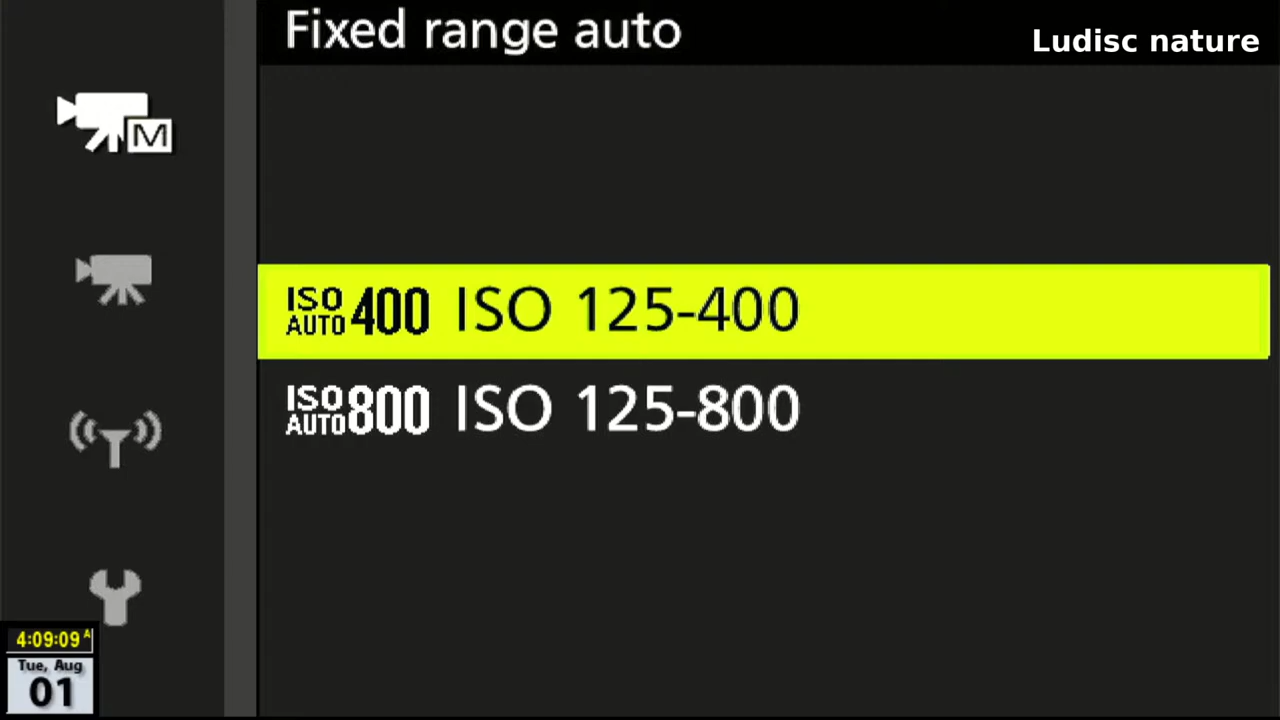 Fixed range auto
Ludisc nature
M
ISO AUTO 400 ISO 125-400
ISO AUTO 800 ISO 125-800
4:09:09 A
Tue, Aug
01